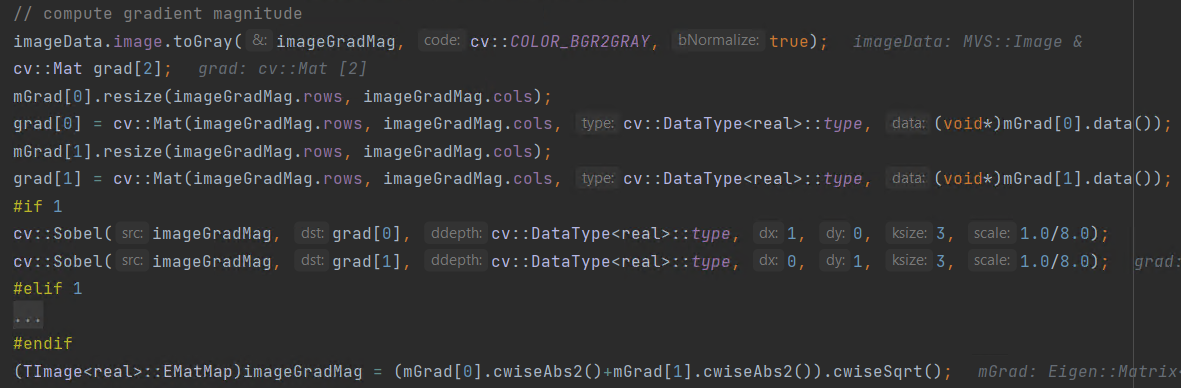 // compute gradient magnitude
imageData.image.toGray( &: imageGradMag, code: cv::COLOR_BGR2GRAY, bNormalize: true);   imageData: MVS::Image &
cv::Mat grad[2];   grad: cv::Mat [2]
mGrad[0].resize(imageGradMag.rows, imageGradMag.cols);
grad[0] = cv::Mat(imageGradMag.rows, imageGradMag.cols, type: cv::DataType<real>::type, data: (void*)mGrad[0].data());
mGrad[1].resize(imageGradMag.rows, imageGradMag.cols);
grad[1] = cv::Mat(imageGradMag.rows, imageGradMag.cols, type: cv::DataType<real>::type, data: (void*)mGrad[1].data());
#if 1
cv::Sobel( src: imageGradMag, dst: grad[0], ddepth: cv::DataType<real>::type, dx: 1, dy: 0, ksize: 3, scale: 1.0/8.0);
cv::Sobel( src: imageGradMag, dst: grad[1], ddepth: cv::DataType<real>::type, dx: 0, dy: 1, ksize: 3, scale: 1.0/8.0);   grad:
#elif 1
...
#endif
(TImage<real>::EMatMap)imageGradMag = (mGrad[0].cwiseAbs2()+mGrad[1].cwiseAbs2()).cwiseSqrt();   mGrad: Eigen::Matrix<